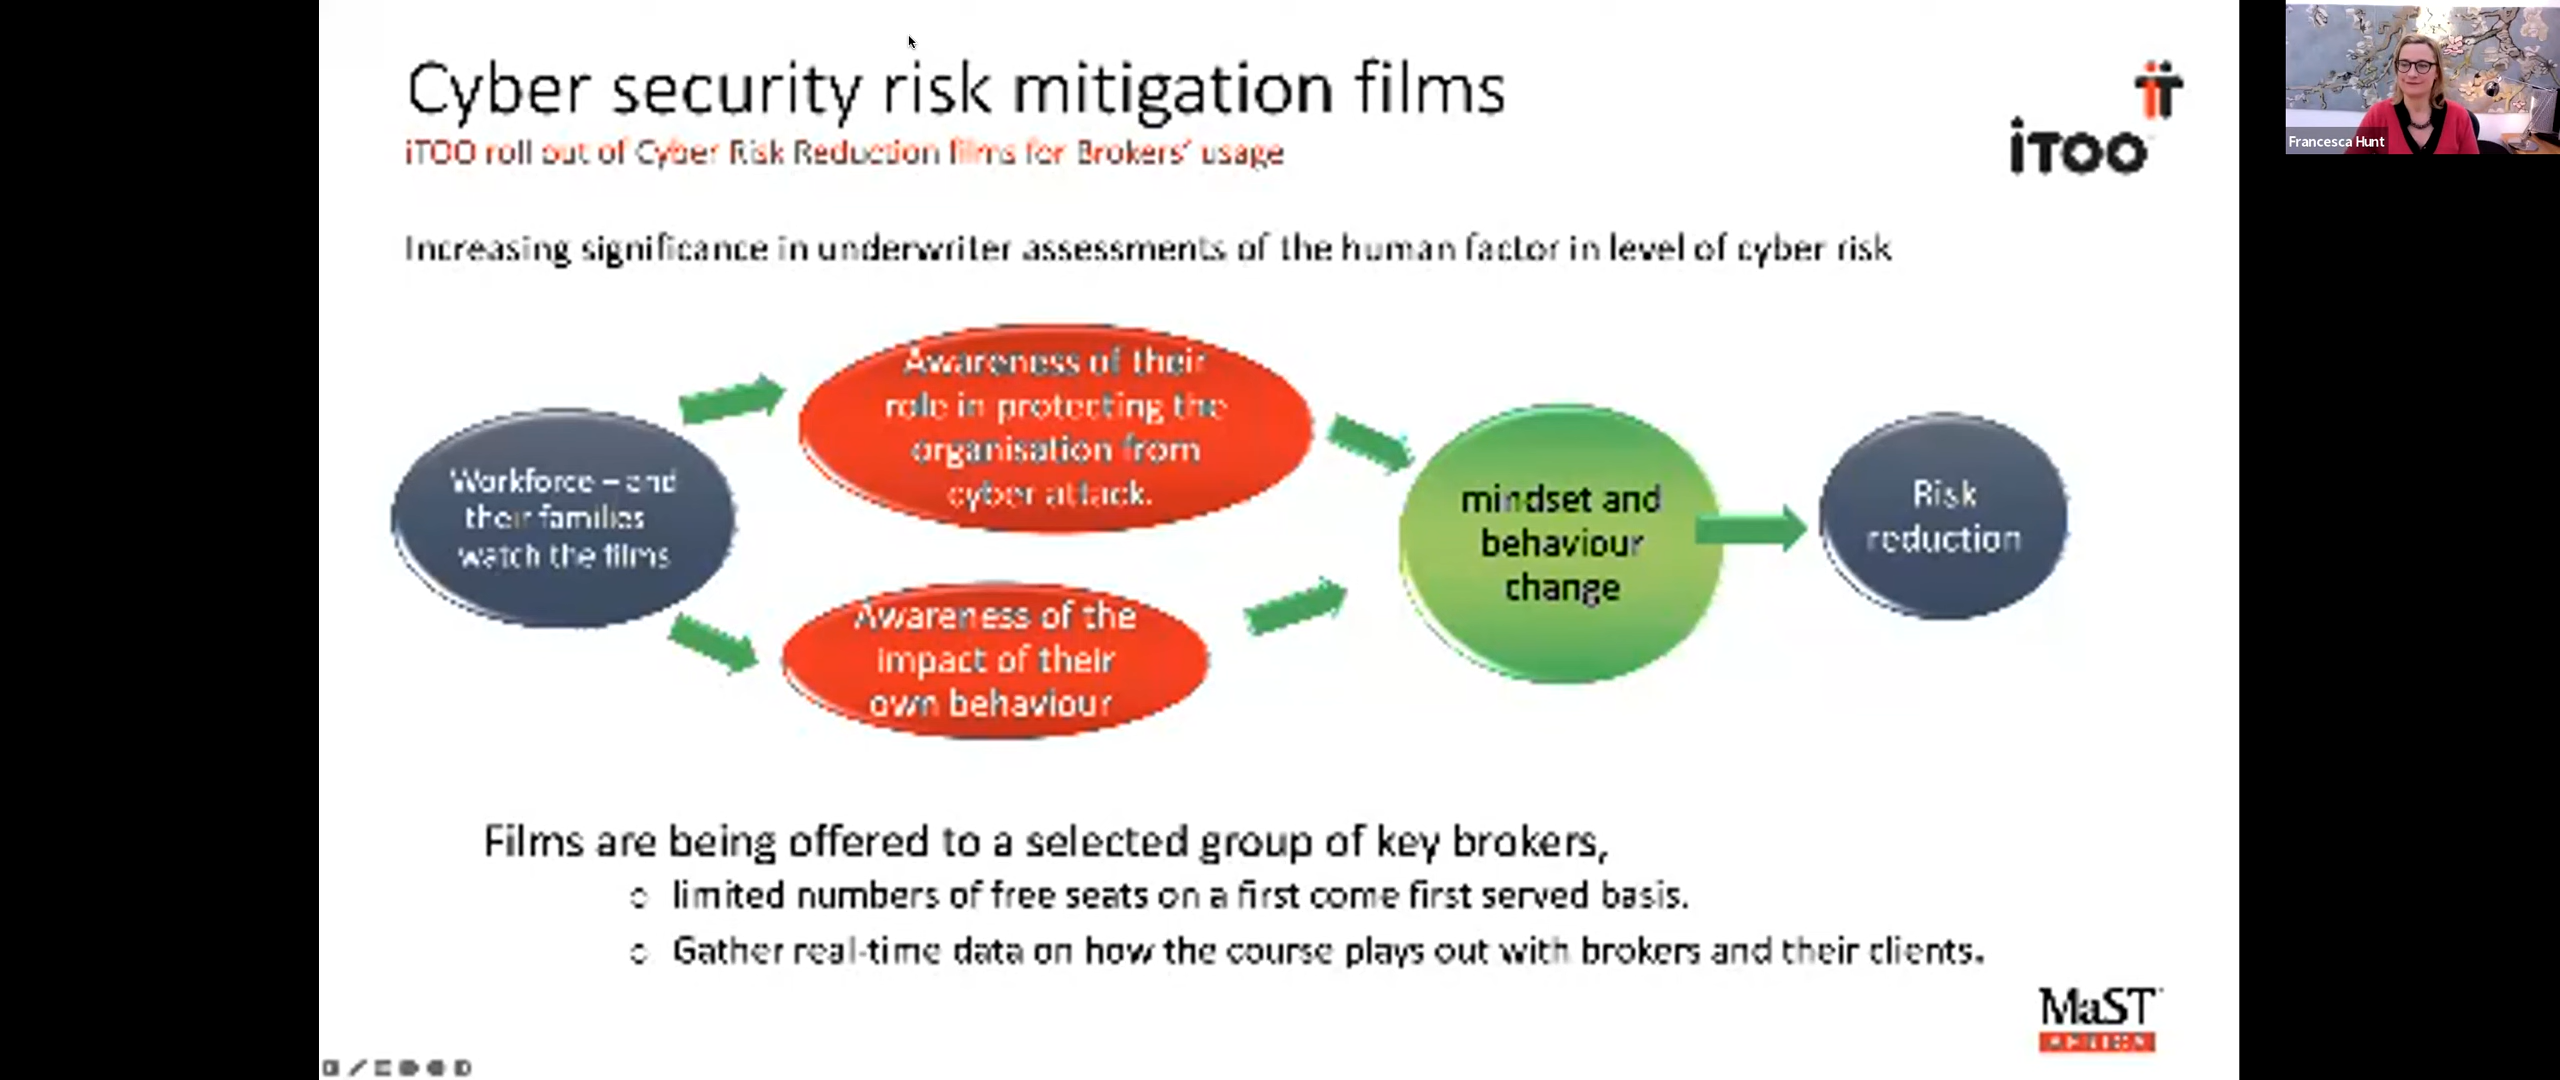 Cyber security risk mitigation films
iTOO roll out of Cyber Risk Reduction films for Brokers' usage
iTOO
Francesca Hunt
Increasing significance in underwriter assessments of the human factor in level of cyber risk
Workforce – and
their families
watch the films
Awareness of their
role in protecting the
organisation from
cyber attack.
Awareness of the
impact of their
own behaviour
mindset and
behaviour
change
Risk
reduction
Films are being offered to a selected group of key brokers,
○ limited numbers of free seats on a first come first served basis.
○ Gather real-time data on how the course plays out with brokers and their clients.
MaST
AFRICA